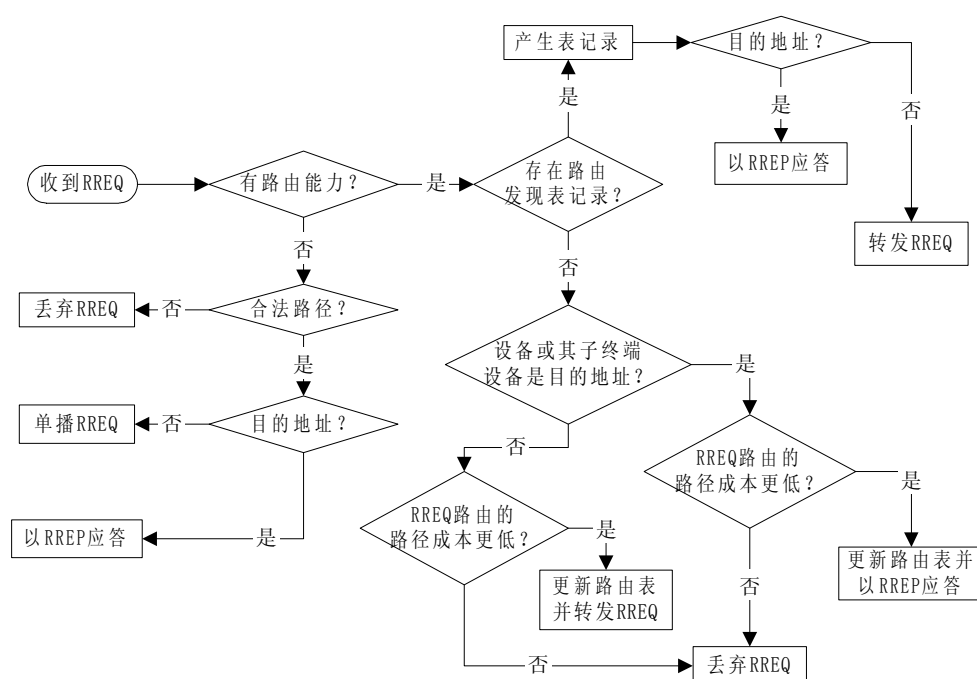 产生表记录
目的地址？
是
是
否
以RREP应答
收到RREQ
有路由能力？
是
存在路由
发现表记录？
转发RREQ
否
否
丢弃RREQ
否
合法路径？
设备或其子终端
设备是目的地址？
是
是
单播RREQ
否
目的地址？
否
RREQ路由的
路径成本更低？
是
RREQ路由的
路径成本更低？
是
以RREP应答
是
更新路由表并
以RREP应答
更新路由表
并转发RREQ
否
否
丢弃RREQ